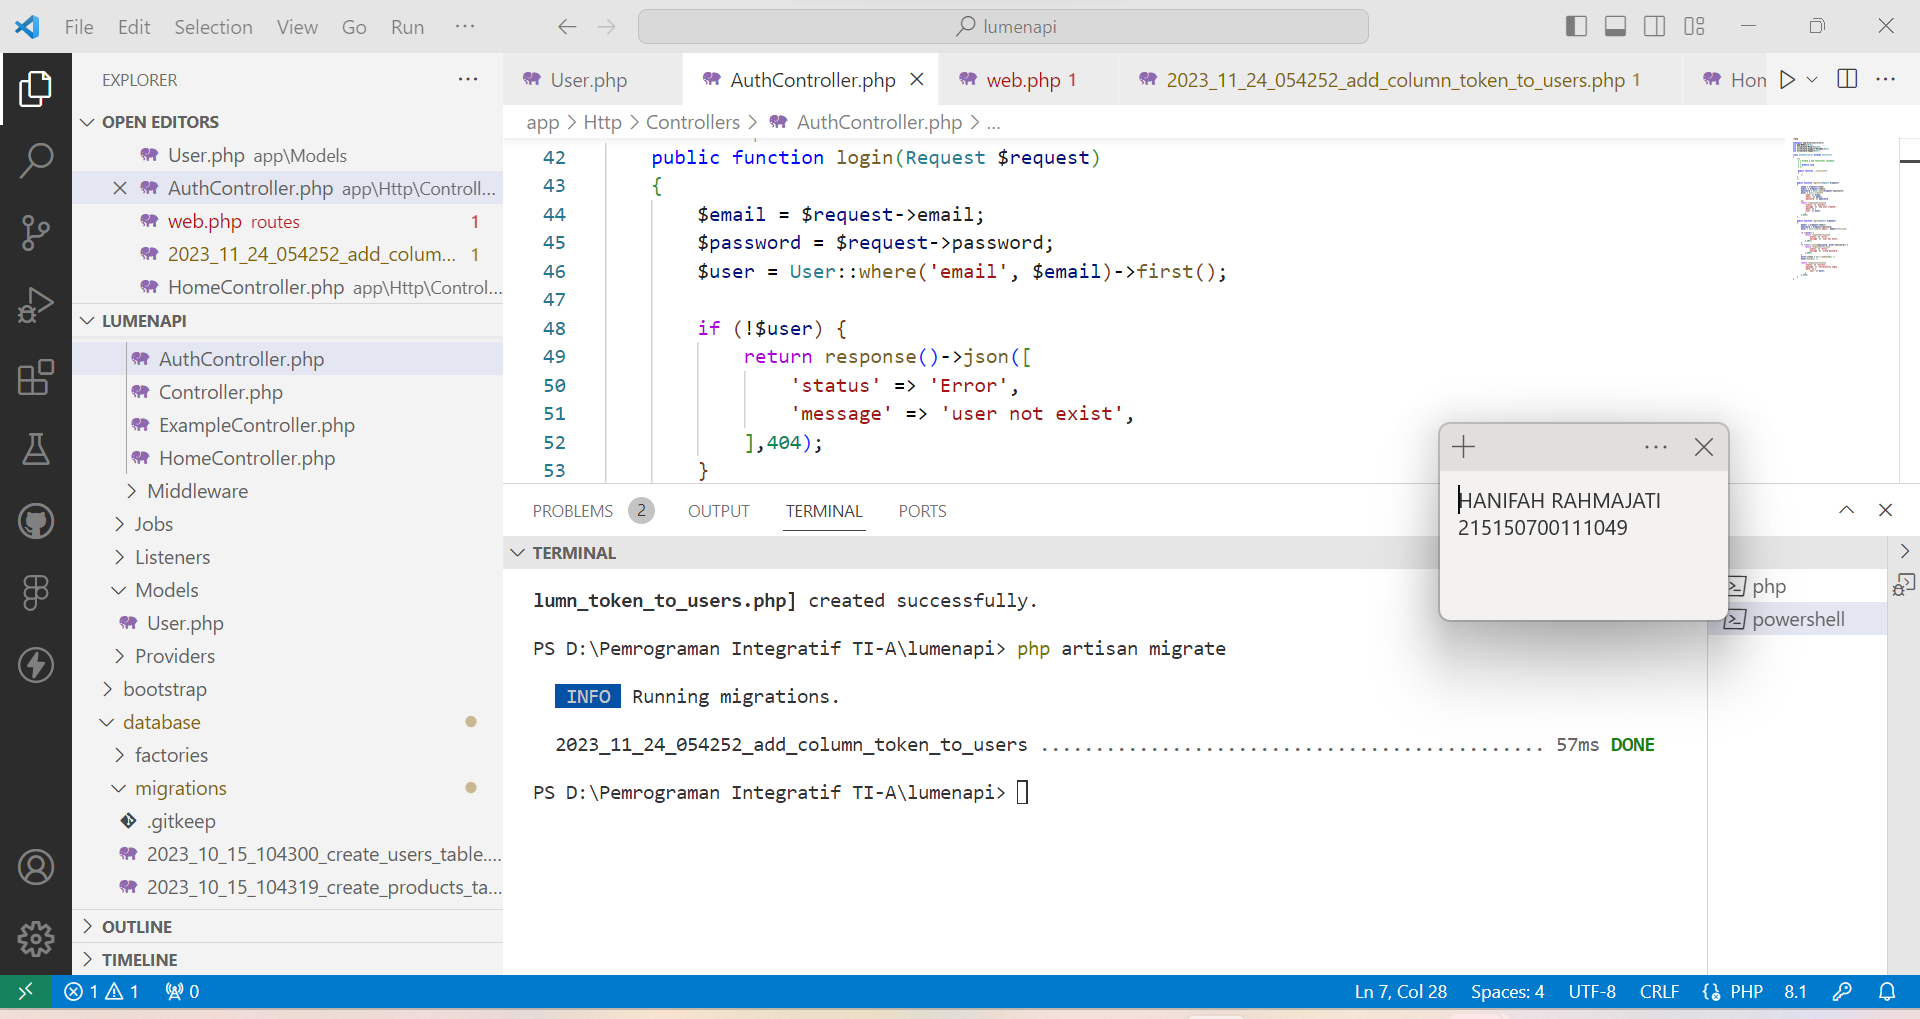 File Edit Selection View Go Run ···
lumenapi
EXPLORER
OPEN EDITORS
User.php app\Models
AuthController.php app\Http\Controll...
web.php routes 1
2023_11_24_054252_add_colum... 1
HomeController.php app\Http\Control...
LUMENAPI
AuthController.php
Controller.php
ExampleController.php
HomeController.php
Middleware
Jobs
Listeners
Models
User.php
Providers
bootstrap
database
factories
migrations
.gitkeep
2023_10_15_104300_create_users_table....
2023_10_15_104319_create_products_ta...
OUTLINE
TIMELINE
User.php AuthController.php web.php 1 2023_11_24_054252_add_column_token_to_users.php 1 Hom
app > Http > Controllers > AuthController.php > ...
42 public function login(Request $request)
43 {
44 $email = $request->email;
45 $password = $request->password;
46 $user = User::where('email', $email)->first();
47
48 if (!$user) {
49 return response()->json([
50 'status' => 'Error',
51 'message' => 'user not exist',
52 ],404);
53 }
PROBLEMS 2 OUTPUT TERMINAL PORTS
TERMINAL
lumn_token_to_users.php] created successfully.
PS D:\Pemrograman Integratif TI-A\lumenapi> php artisan migrate
INFO Running migrations.
2023_11_24_054252_add_column_token_to_users .............................................. 57ms DONE
PS D:\Pemrograman Integratif TI-A\lumenapi>
HANIFAH RAHMAJATI
215150700111049
php
powershell
1 1 0 Ln 7, Col 28 Spaces: 4 UTF-8 CRLF PHP 8.1